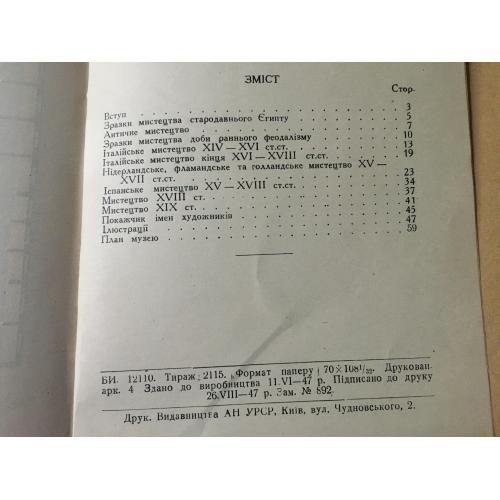 ЗМІСТ
Стор.
Вступ . . . 3
Зразки мистецтва стародавнього Єгипту . . . 5
Античне мистецтво . . . 7
Зразки мистецтва доби раннього феодалізму . . . 10
Італійське мистецтво XIV—XVI ст.ст. . . . 13
Італійське мистецтво кінця XVI—XVIII ст.ст. . . . 19
Нідерландське, фламандське та голландське мистецтво XV—
XVII ст.ст. . . . 23
Іспанське мистецтво XV—XVIII ст.ст. . . . 34
Мистецтво XVIII ст. . . . 37
Мистецтво XIX ст. . . . 41
Покажчик імен художників . . . 45
Ілюстрації . . . 47
План музею . . . 59
БИ. 12110. Тираж 2115. Формат паперу 70×108 1/32. Друкован.
арк. 4 Здано до виробництва 11.VI—47 р. Підписано до друку
26.VIII—47 р. Зам. № 892.
Друк. Видавництва АН УРСР, Київ, вул. Чудновського, 2.